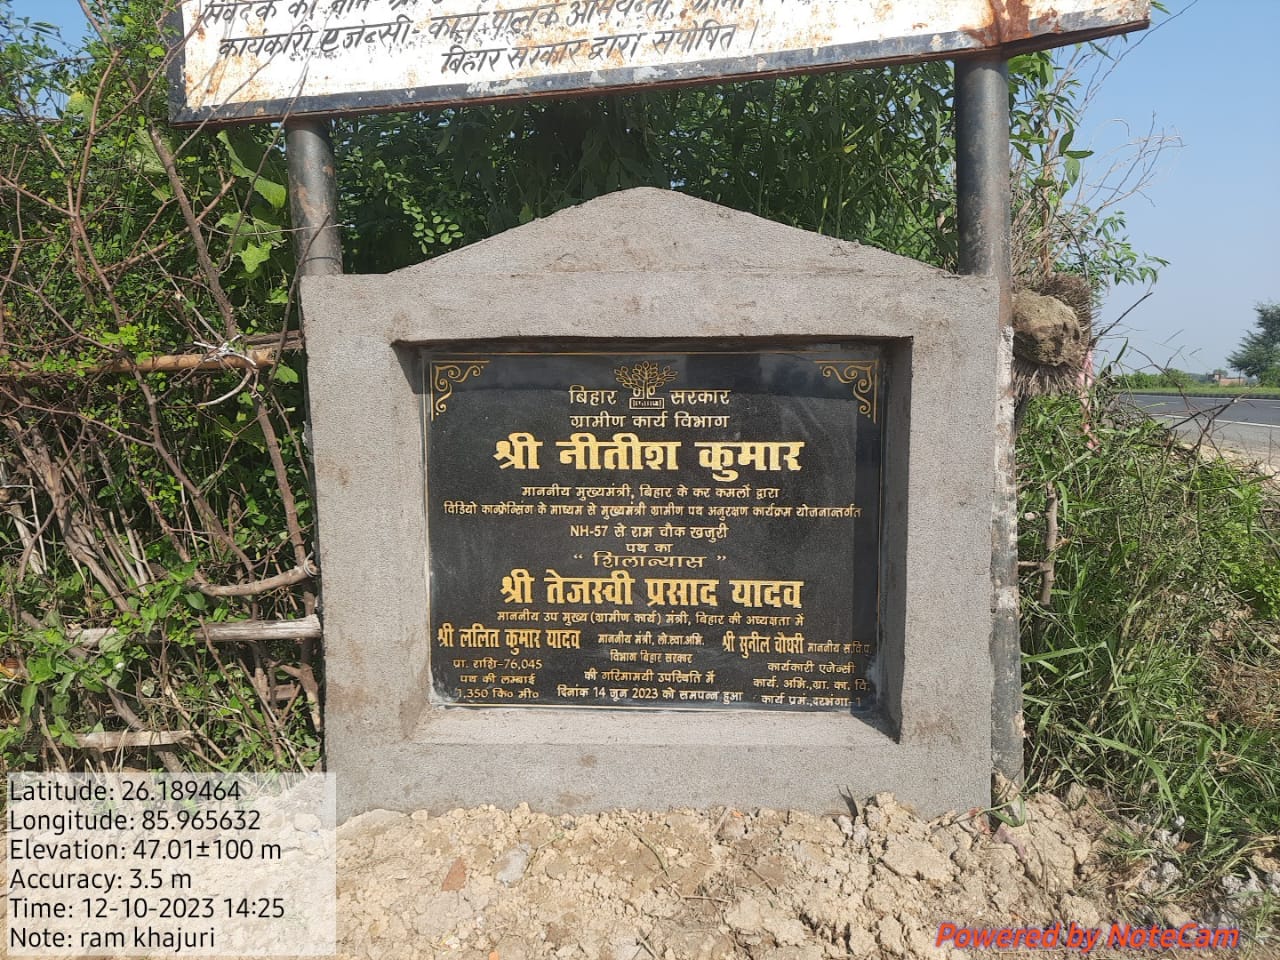 कार्यकारी एजेन्सी- कार्य पालक अभियन्ता, ग्रामी
बिहार सरकार द्वारा संपोषित।
बिहार सरकार
ग्रामीण कार्य विभाग
श्री नीतीश कुमार
माननीय मुख्यमंत्री, बिहार के कर कमलों द्वारा
विडियो कान्फ्रेन्सिंग के माध्यम से मुख्यमंत्री ग्रामीण पथ अनुरक्षण कार्यक्रम योजनान्तर्गत
NH-57 से राम चौक खजुरी
पथ का
“ शिलान्यास ”
श्री तेजस्वी प्रसाद यादव
माननीय उप मुख्य (ग्रामीण कार्य) मंत्री, बिहार की अध्यक्षता में
श्री ललित कुमार यादव माननीय मंत्री, लो.स्वा.अभि. श्री सुनील चौधरी माननीय स.वि.प.
विभाग बिहार सरकार
प्रा. राशि-76,045 की गरिमामयी उपस्थिति में कार्यकारी एजेन्सी
पथ की लम्बाई कार्य. अभि.,ग्रा. का. वि.
1,350 कि० मी० दिनांक 14 जून 2023 को सम्पन्न हुआ कार्य प्रम.,दरभंगा-1
Latitude: 26.189464
Longitude: 85.965632
Elevation: 47.01±100 m
Accuracy: 3.5 m
Time: 12-10-2023 14:25
Note: ram khajuri
Powered by NoteCam